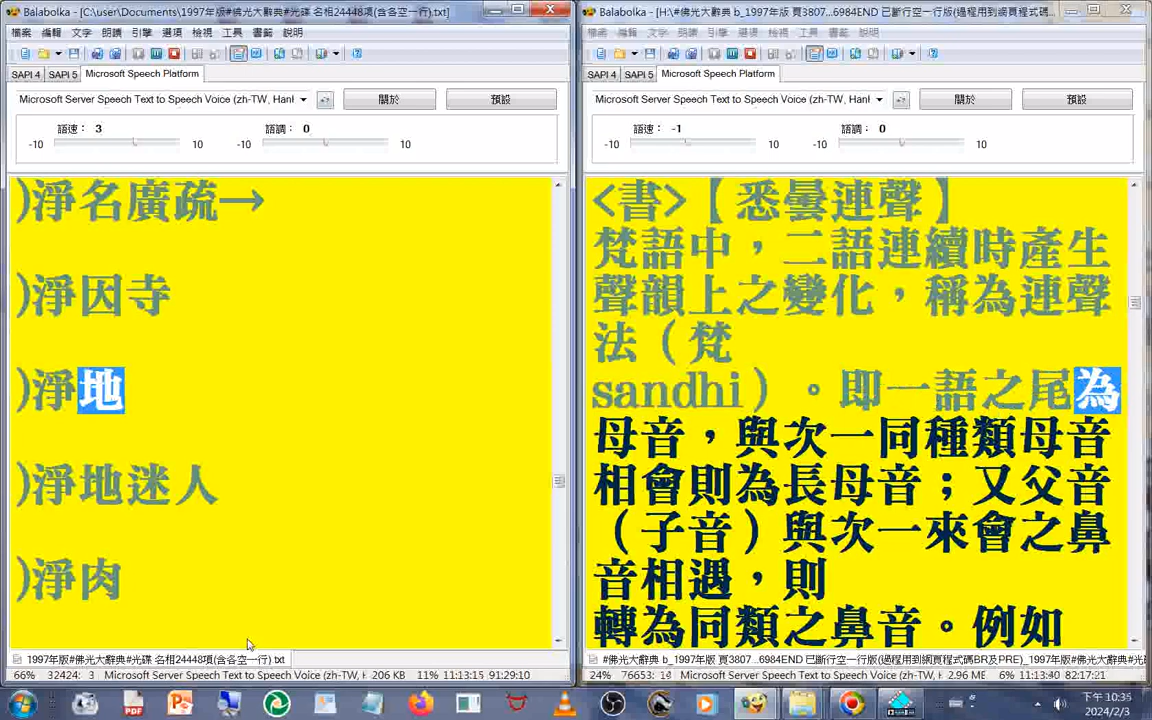 Balabolka - [C:\user\Documents\1997年版#佛光大辭典#光碟 名相24448項(含各空一行).txt]
檔案 編輯 文字 朗讀 引擎 選項 檢視 工具 書籤 說明
SAPI 4 SAPI 5 Microsoft Speech Platform
Microsoft Server Speech Text to Speech Voice (zh-TW, Hanl
關於
預設
語速： 3
語調： 0
-10 10 -10 10
)淨名廣疏→
)淨因寺
)淨地
)淨地迷人
)淨肉
1997年版#佛光大辭典#光碟 名相24448項(含各空一行).txt
66% 32424: 3 Microsoft Server Speech Text to Speech Voice (zh-TW, H 206 KB 11% 11:13:15 91:29:10
Balabolka - [H:\#佛光大辭典 b_1997年版 頁3807...6984END 已斷行空一行版(過程用到網頁程式碼...
檔案 編輯 文字 朗讀 引擎 選項 檢視 工具 書籤 說明
SAPI 4 SAPI 5 Microsoft Speech Platform
Microsoft Server Speech Text to Speech Voice (zh-TW, Hanl
關於
預設
語速： -1
語調： 0
-10 10 -10 10
<書>【悉曇連聲】
梵語中，二語連續時產生
聲韻上之變化，稱為連聲
法（梵
sandhi）。即一語之尾為
母音，與次一同種類母音
相會則為長母音；又父音
（子音）與次一來會之鼻
音相遇，則
轉為同類之鼻音。例如
#佛光大辭典 b_1997年版 頁3807...6984END 已斷行空一行版(過程用到網頁程式碼BR及PRE)_1997年版#光
24% 76653: 14 Microsoft Server Speech Text to Speech Voice (zh-TW, H 2.96 ME 6% 11:13:40 82:17:21
PDF
下午 10:35
2024/2/3